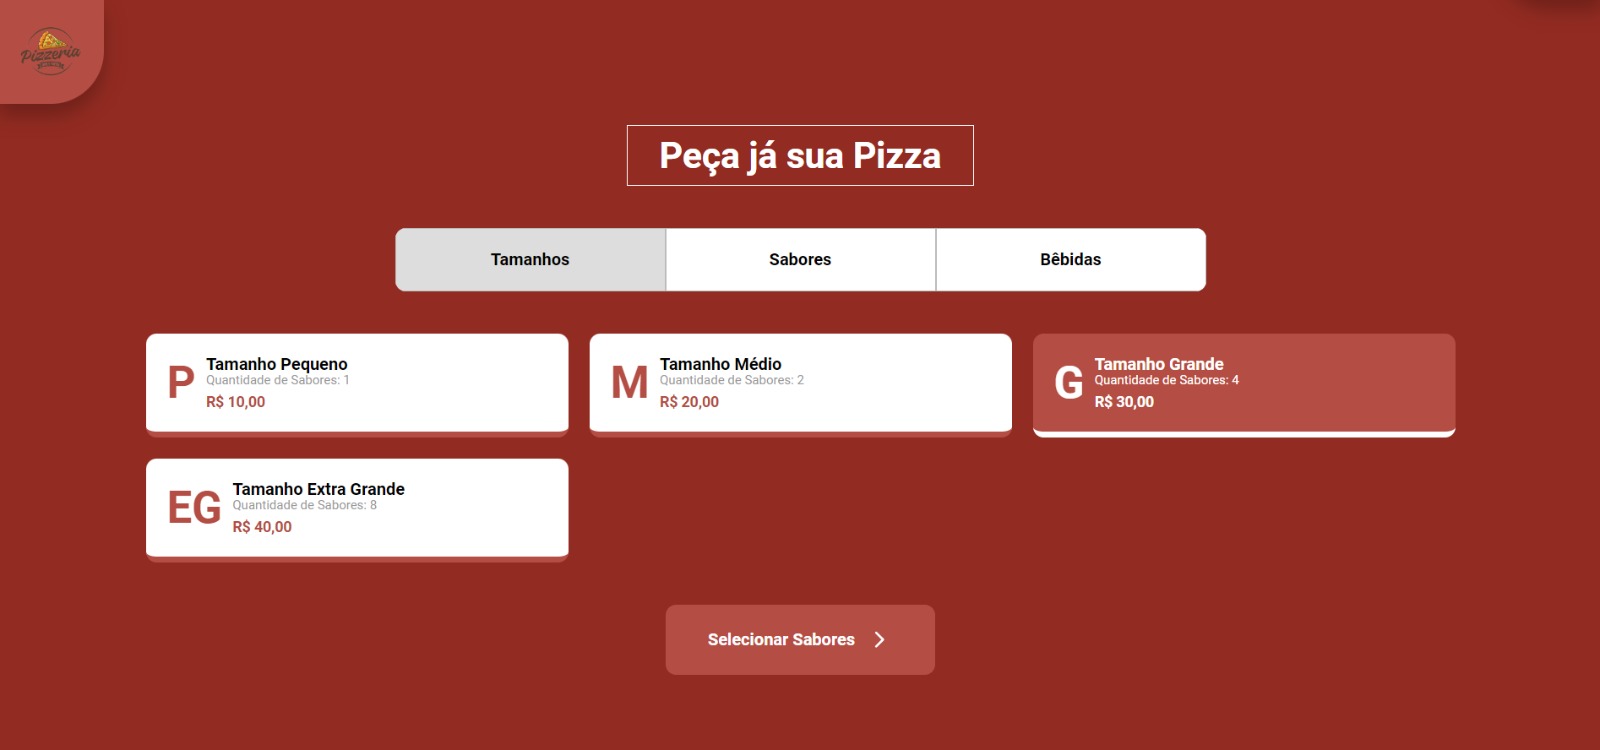 Pizzeria
Peça já sua Pizza
Tamanhos
Sabores
Bêbidas
P
Tamanho Pequeno
Quantidade de Sabores: 1
R$ 10,00
M
Tamanho Médio
Quantidade de Sabores: 2
R$ 20,00
G
Tamanho Grande
Quantidade de Sabores: 4
R$ 30,00
EG
Tamanho Extra Grande
Quantidade de Sabores: 8
R$ 40,00
Selecionar Sabores